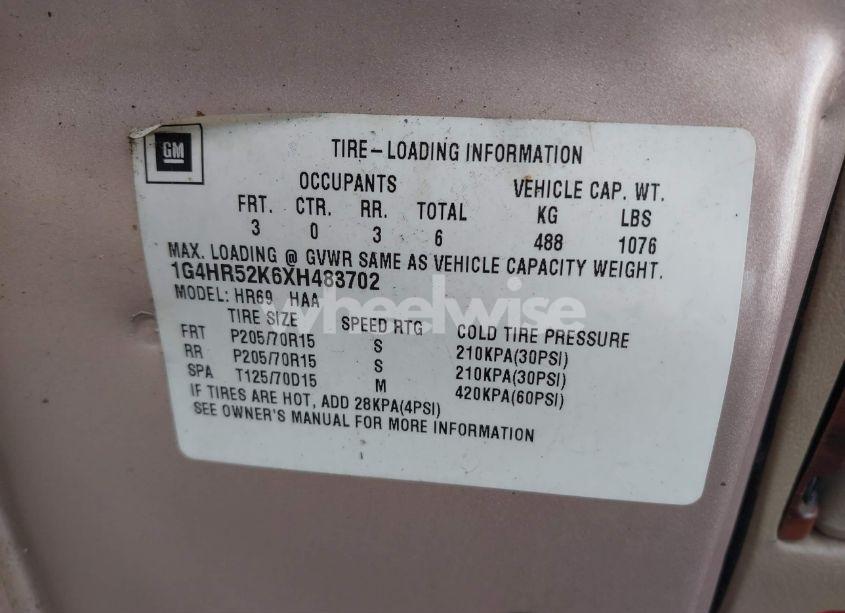 GM
TIRE-LOADING INFORMATION
OCCUPANTS VEHICLE CAP. WT.
FRT. CTR. RR. TOTAL KG LBS
3 0 3 6 488 1076
MAX. LOADING @ GVWR SAME AS VEHICLE CAPACITY WEIGHT.
1G4HR52K6XH483702
MODEL: HR69 HAA
wheelwise
TIRE SIZE SPEED RTG COLD TIRE PRESSURE
FRT P205/70R15 S 210KPA(30PSI)
RR P205/70R15 S 210KPA(30PSI)
SPA T125/70D15 M 420KPA(60PSI)
IF TIRES ARE HOT, ADD 28KPA(4PSI)
SEE OWNER'S MANUAL FOR MORE INFORMATION